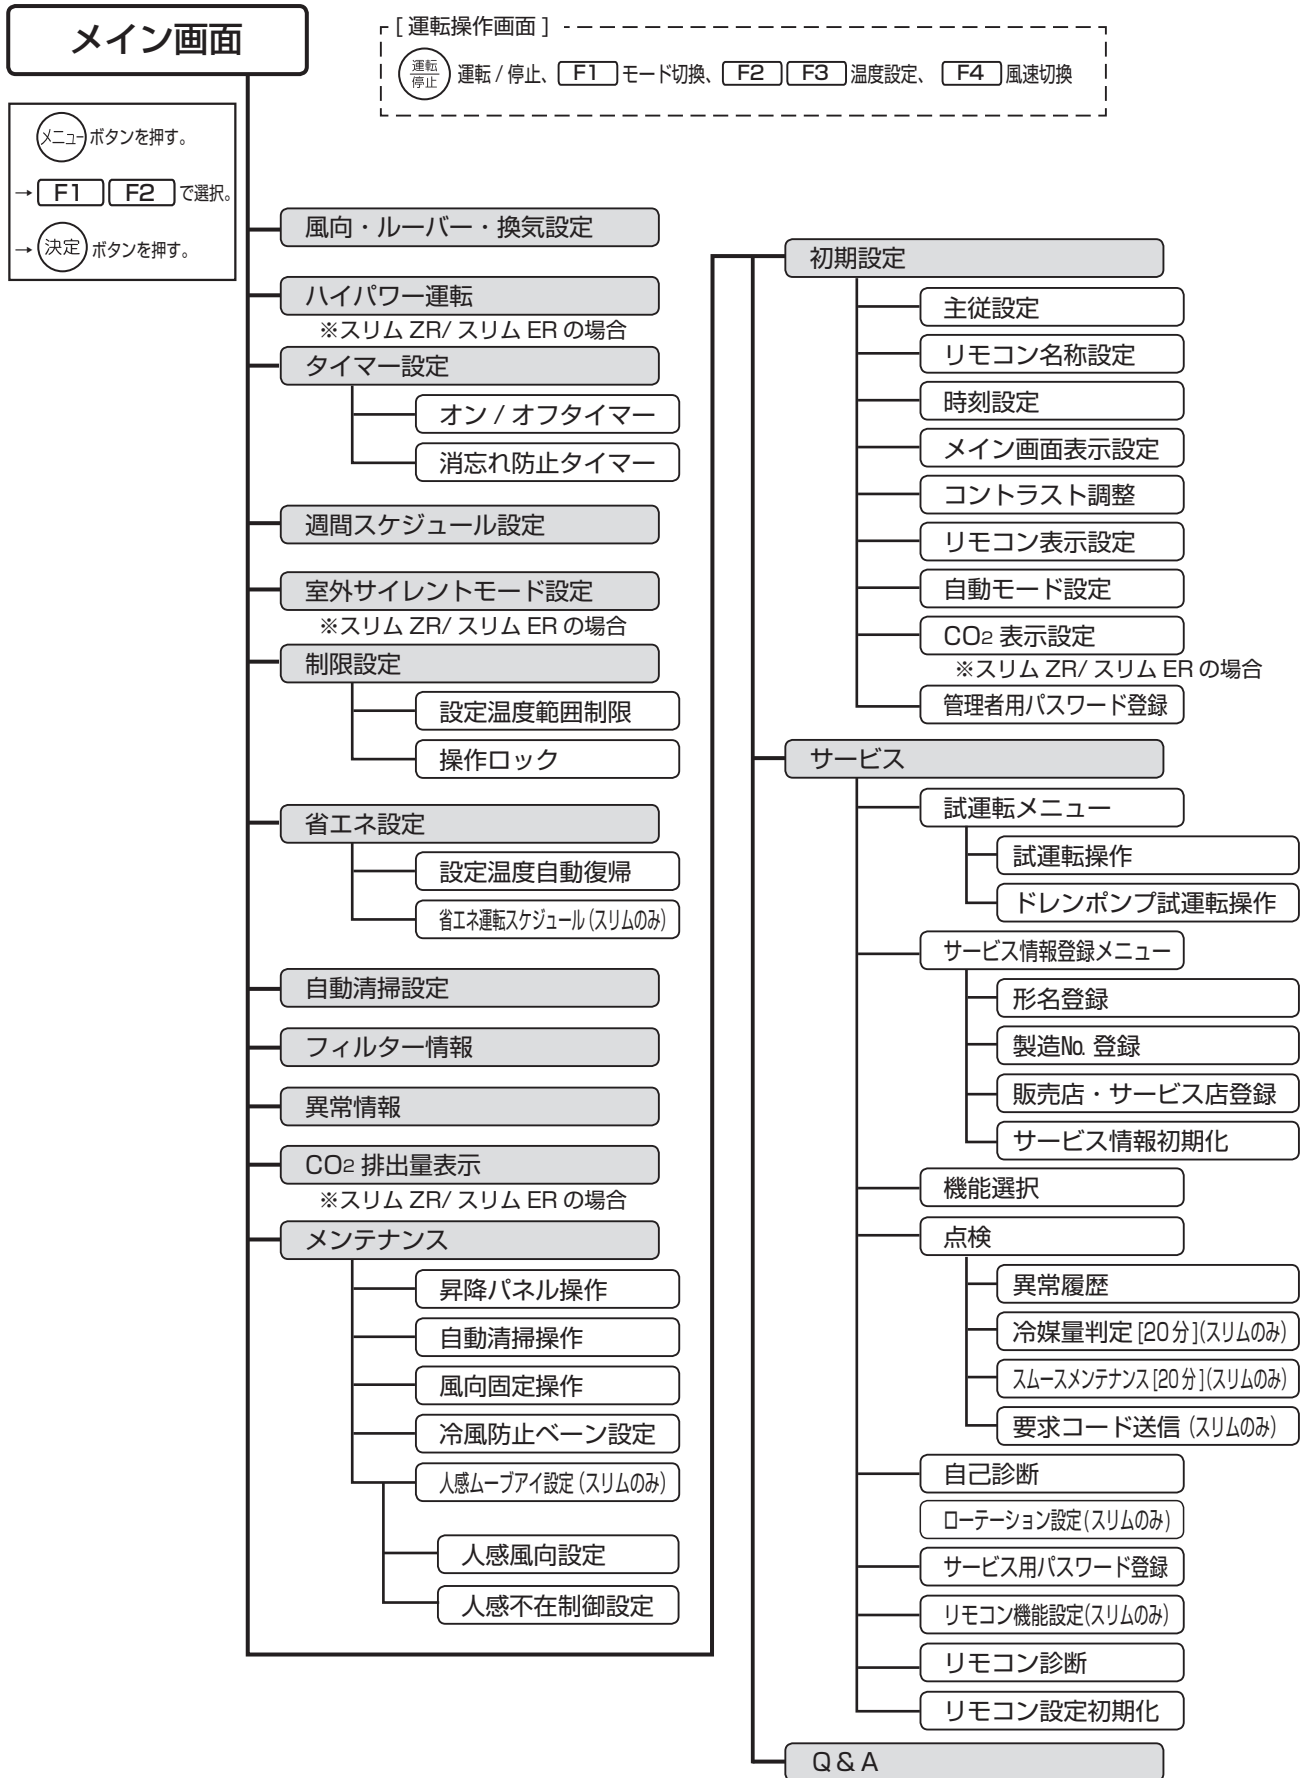 メイン画面
[ 運転操作画面 ]
運転
停止
運転 / 停止、 F1 モード切換、 F2 F3 温度設定、 F4 風速切換
メニュー ボタンを押す。
→ F1 F2 で選択。
→ 決定 ボタンを押す。
風向・ルーバー・換気設定
ハイパワー運転
※スリム ZR/ スリム ER の場合
タイマー設定
オン / オフタイマー
消忘れ防止タイマー
週間スケジュール設定
室外サイレントモード設定
※スリム ZR/ スリム ER の場合
制限設定
設定温度範囲制限
操作ロック
省エネ設定
設定温度自動復帰
省エネ運転スケジュール (スリムのみ)
自動清掃設定
フィルター情報
異常情報
CO2 排出量表示
※スリム ZR/ スリム ER の場合
メンテナンス
昇降パネル操作
自動清掃操作
風向固定操作
冷風防止ベーン設定
人感ムーブアイ設定 (スリムのみ)
人感風向設定
人感不在制御設定
初期設定
主従設定
リモコン名称設定
時刻設定
メイン画面表示設定
コントラスト調整
リモコン表示設定
自動モード設定
CO2 表示設定
※スリム ZR/ スリム ER の場合
管理者用パスワード登録
サービス
試運転メニュー
試運転操作
ドレンポンプ試運転操作
サービス情報登録メニュー
形名登録
製造№ 登録
販売店・サービス店登録
サービス情報初期化
機能選択
点検
異常履歴
冷媒量判定 [20分](スリムのみ)
スムースメンテナンス [20分](スリムのみ)
要求コード送信 (スリムのみ)
自己診断
ローテーション設定(スリムのみ)
サービス用パスワード登録
リモコン機能設定(スリムのみ)
リモコン診断
リモコン設定初期化
Q & A